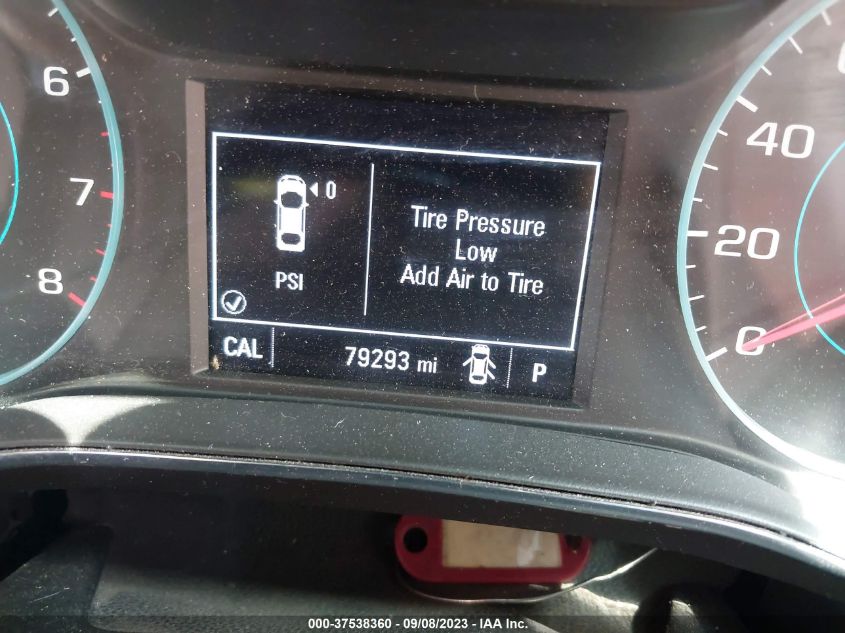 6
7
8
0
PSI
Tire Pressure
Low
Add Air to Tire
CAL
79293 mi
P
40
20
0
000-37538360 - 09/08/2023 - IAA Inc.